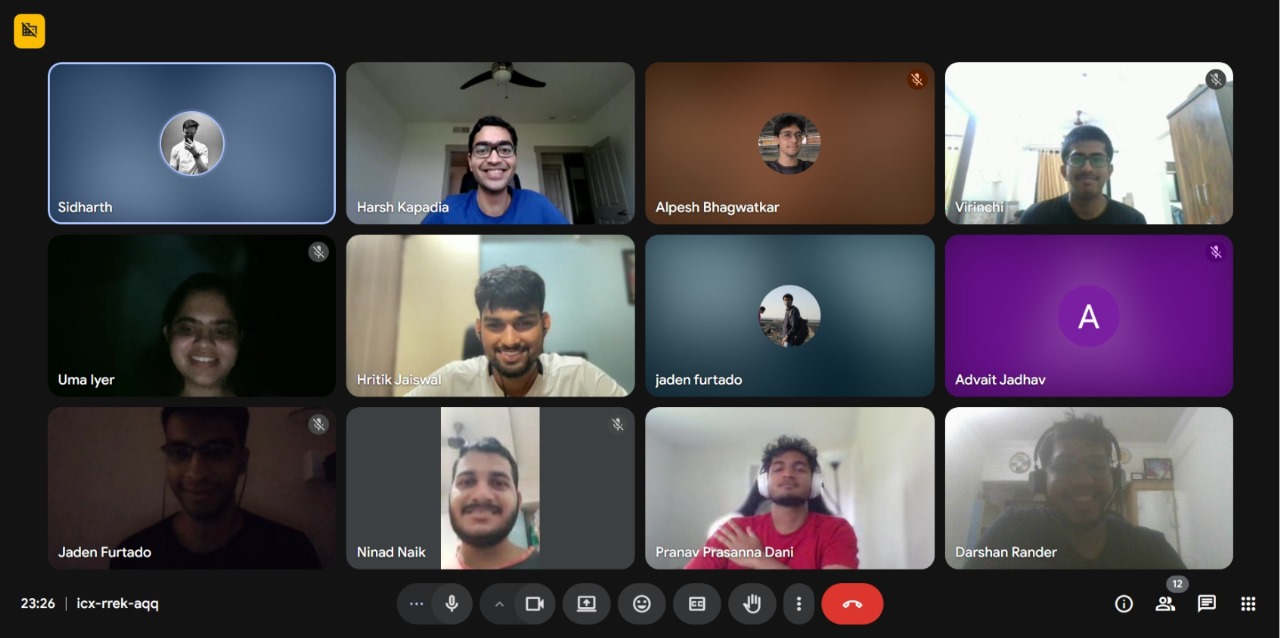 Sidharth
Harsh Kapadia
Alpesh Bhagwatkar
Virinchi
Uma Iyer
Hritik Jaiswal
jaden furtado
A
Advait Jadhav
Jaden Furtado
Ninad Naik
Pranav Prasanna Dani
Darshan Rander
12
23:26 | icx-rrek-aqq
CC